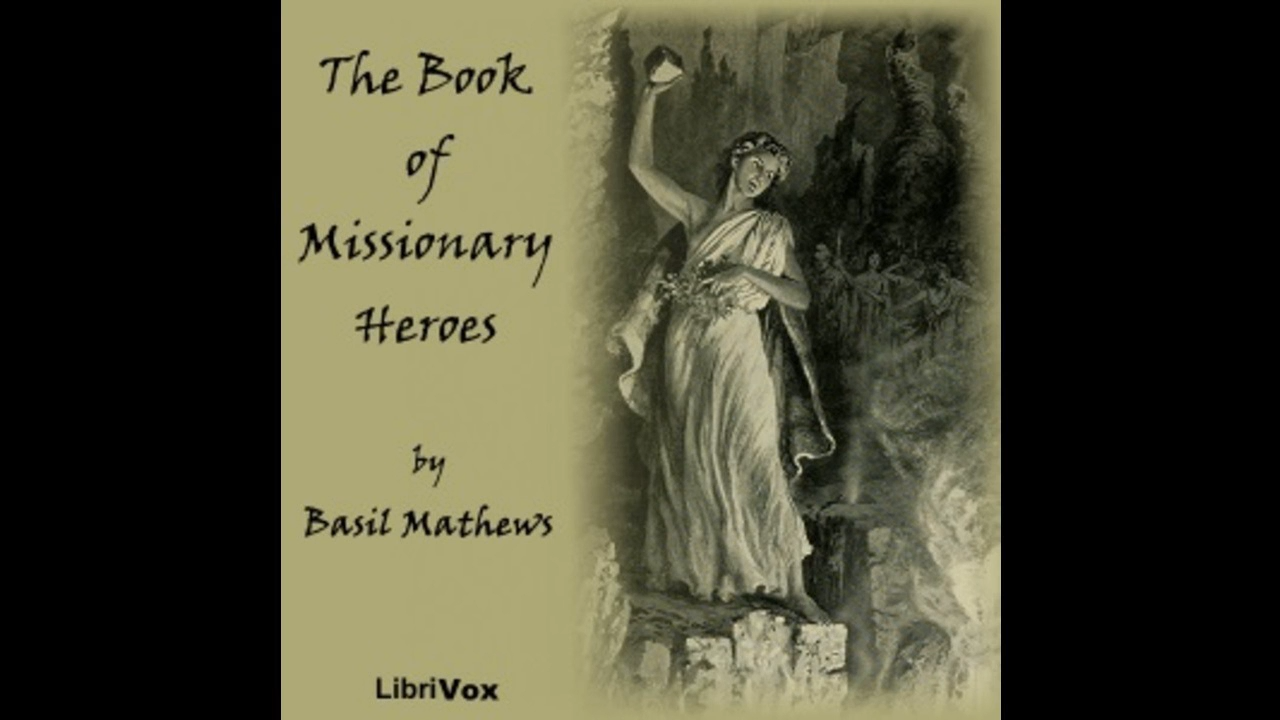 The Book
of
Missionary
Heroes
by
Basil Mathews
LibriVox